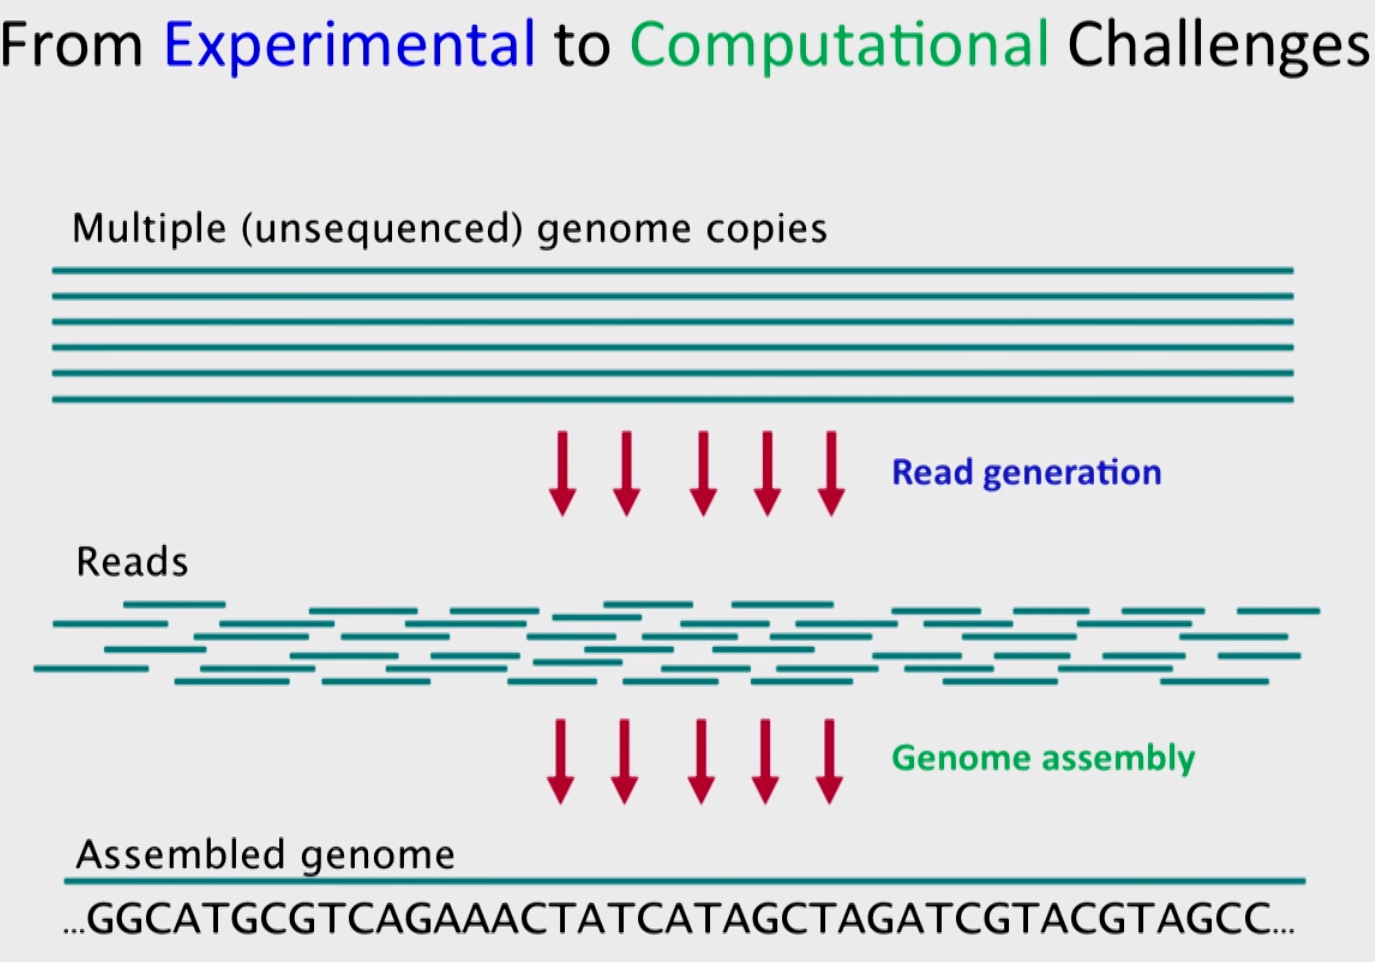 From Experimental to Computational Challenges
Multiple (unsequenced) genome copies
Read generation
Reads
Genome assembly
Assembled genome
...GGCATGCGTCAGAAACTATCATAGCTAGATCGTACGTAGCC...